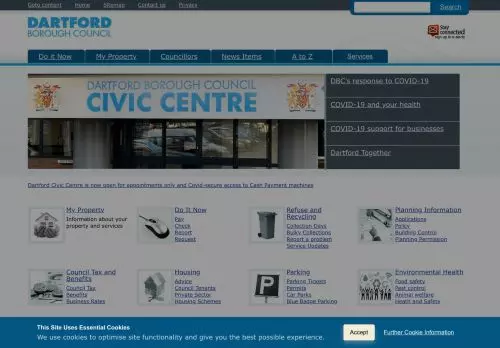 Goto content Home Sitemap Contact us Privacy
Search
DARTFORD
BOROUGH COUNCIL
Stay
connected
sign up to e-alerts
Do it Now My Property Councillors News Items A to Z Services
DARTFORD BOROUGH COUNCIL
CIVIC CENTRE
DBC's response to COVID-19
COVID-19 and your health
COVID-19 support for businesses
Dartford Together
Dartford Civic Centre is now open for appointments only and Covid-secure access to Cash Payment machines
My Property
Information about your
property and services
Do It Now
Pay
Check
Report
Request
Refuse and
Recycling
Collection Days
Bulky Collections
Report a problem
Service Updates
Planning Information
Applications
Policy
Building Control
Planning Permission
Council Tax and
Benefits
Council Tax
Benefits
Business Rates
Housing
Advice
Council Tenants
Private Sector
Housing Schemes
Parking
Parking Tickets
Permits
Car Parks
Blue Badge Parking
Environmental Health
Food safety
Pest control
Animal welfare
Heath and Safety
This Site Uses Essential Cookies
We use cookies to optimise site functionality and give you the best possible experience.
Accept
Further Cookie Information